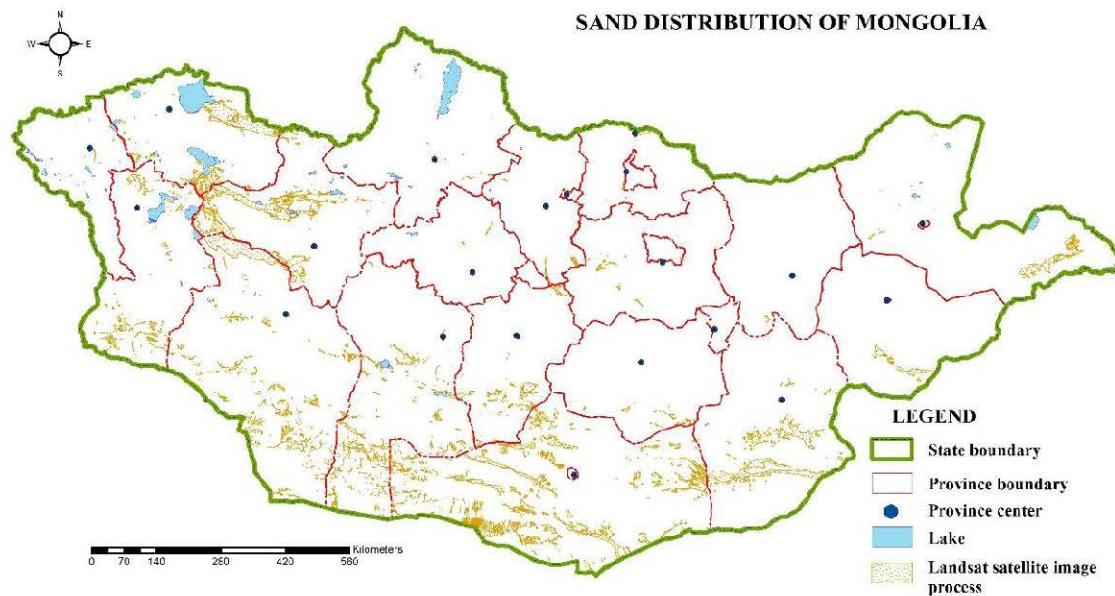 SAND DISTRIBUTION OF MONGOLIA
N
W E
S
LEGEND
State boundary
Province boundary
Province center
Lake
Landsat satellite image
process
Kilometers
0 70 140 260 420 560